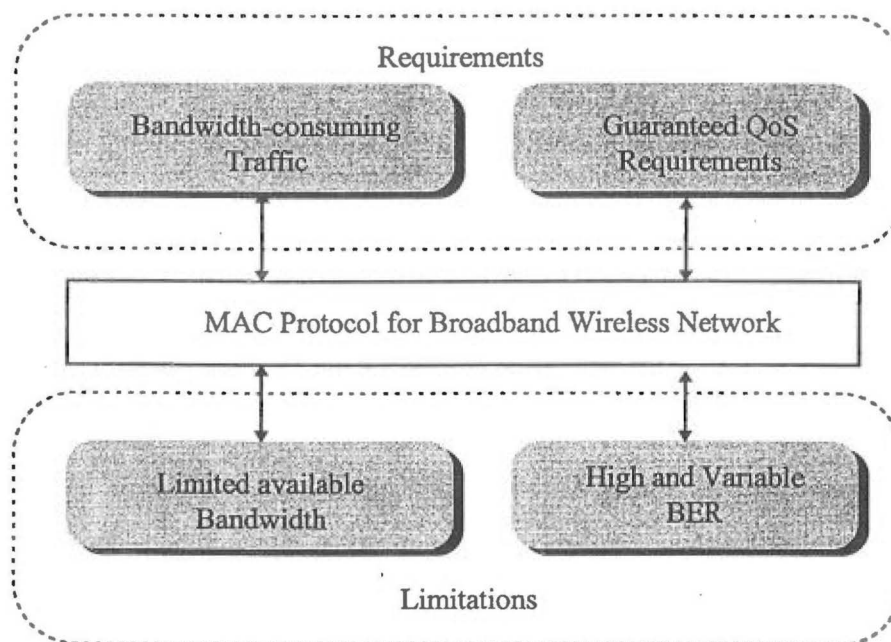 Requirements
Bandwidth-consuming
Traffic
Guaranteed QoS
Requirements
MAC Protocol for Broadband Wireless Network
Limited available
Bandwidth
High and Variable
BER
Limitations